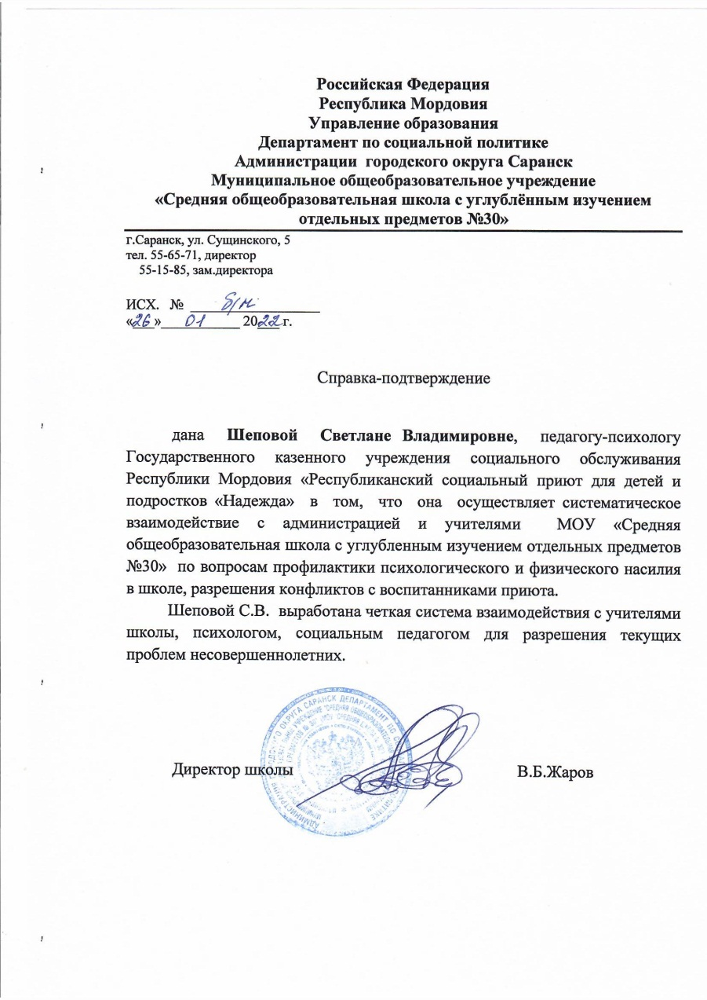 Российская Федерация
Республика Мордовия
Управление образования
Департамент по социальной политике
Администрации городского округа Саранск
Муниципальное общеобразовательное учреждение
«Средняя общеобразовательная школа с углублённым изучением
отдельных предметов №30»
г.Саранск, ул. Сущинского, 5
тел. 55-65-71, директор
55-15-85, зам.директора
ИСХ. № б/н
«26» 01 2022 г.
Справка-подтверждение
дана Шеповой Светлане Владимировне, педагогу-психологу
Государственного казенного учреждения социального обслуживания
Республики Мордовия «Республиканский социальный приют для детей и
подростков «Надежда» в том, что она осуществляет систематическое
взаимодействие с администрацией и учителями МОУ «Средняя
общеобразовательная школа с углубленным изучением отдельных предметов
№30» по вопросам профилактики психологического и физического насилия
в школе, разрешения конфликтов с воспитанниками приюта.
Шеповой С.В. выработана четкая система взаимодействия с учителями
школы, психологом, социальным педагогом для разрешения текущих
проблем несовершеннолетних.
Директор школы В.Б.Жаров